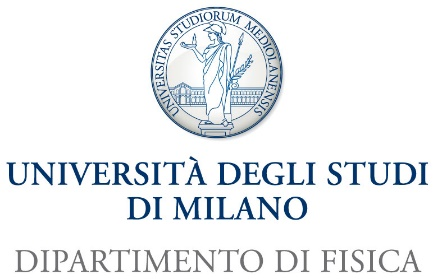 UNIVERSITAS STUDIORUM MEDIOLANENSIS
UNIVERSITÀ DEGLI STUDI
DI MILANO
DIPARTIMENTO DI FISICA